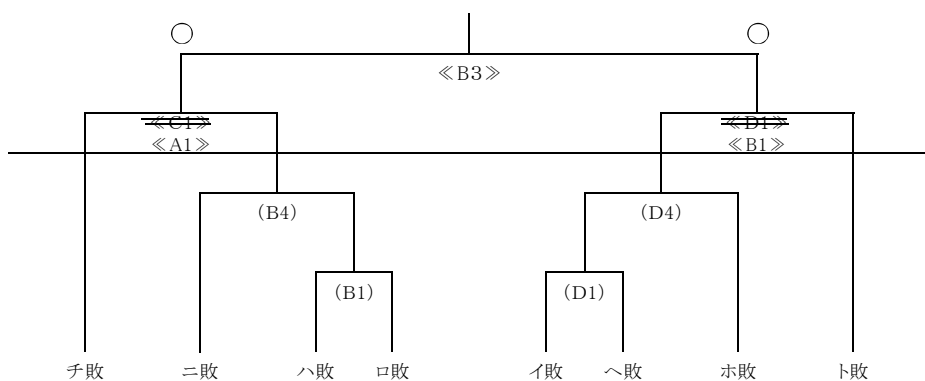 ○ ○
≪B3≫
≪C1≫ ≪D1≫
≪A1≫ ≪B1≫
(B4) (D4)
(B1) (D1)
チ敗 ニ敗 ハ敗 ロ敗 イ敗 ヘ敗 ホ敗 ト敗